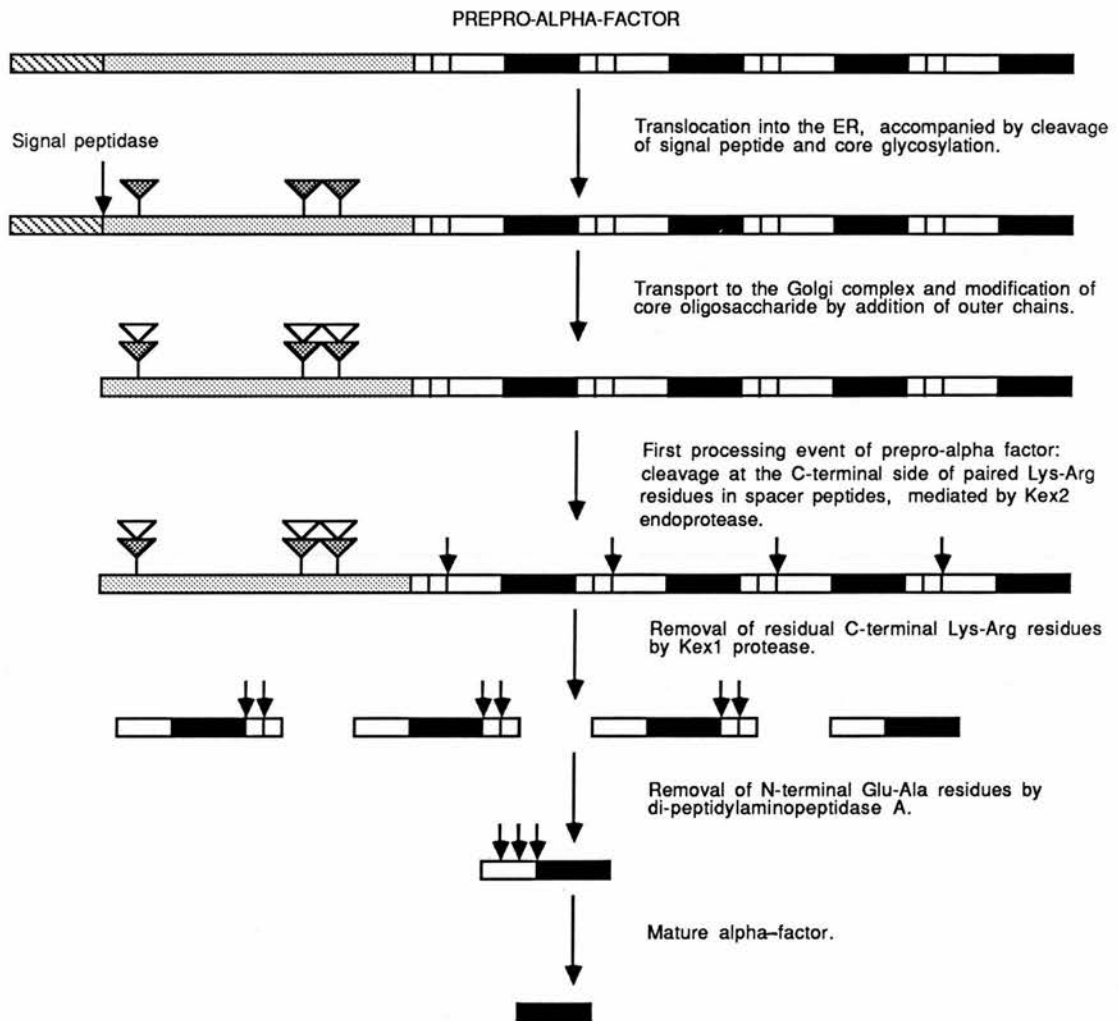 PREPRO-ALPHA-FACTOR
Translocation into the ER, accompanied by cleavage
of signal peptide and core glycosylation.
Signal peptidase
Transport to the Golgi complex and modification of
core oligosaccharide by addition of outer chains.
First processing event of prepro-alpha factor:
cleavage at the C-terminal side of paired Lys-Arg
residues in spacer peptides, mediated by Kex2
endoprotease.
Removal of residual C-terminal Lys-Arg residues
by Kex1 protease.
Removal of N-terminal Glu-Ala residues by
di-peptidylaminopeptidase A.
Mature alpha–factor.